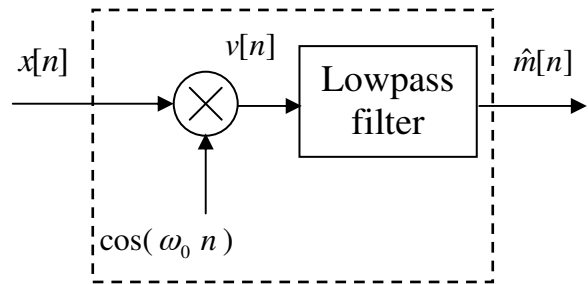 x[n]
v[n]
Lowpass
filter
m̂[n]
cos( ω₀ n )